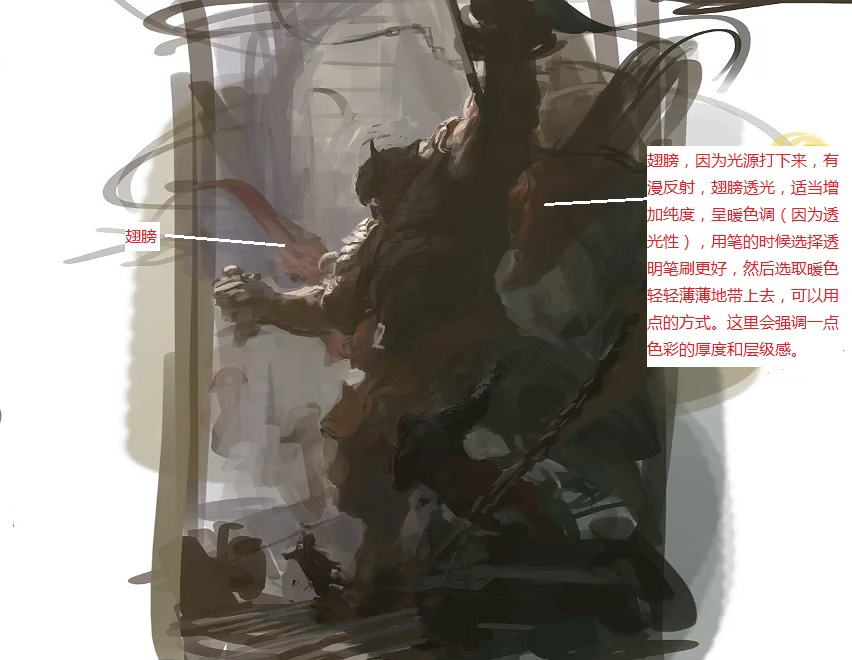 翅膀
翅膀，因为光源打下来，有
漫反射，翅膀透光，适当增
加纯度，呈暖色调（因为透
光性），用笔的时候选择透
明笔刷更好，然后选取暖色
轻轻薄薄地带上去，可以用
点的方式。这里会强调一点
色彩的厚度和层级感。